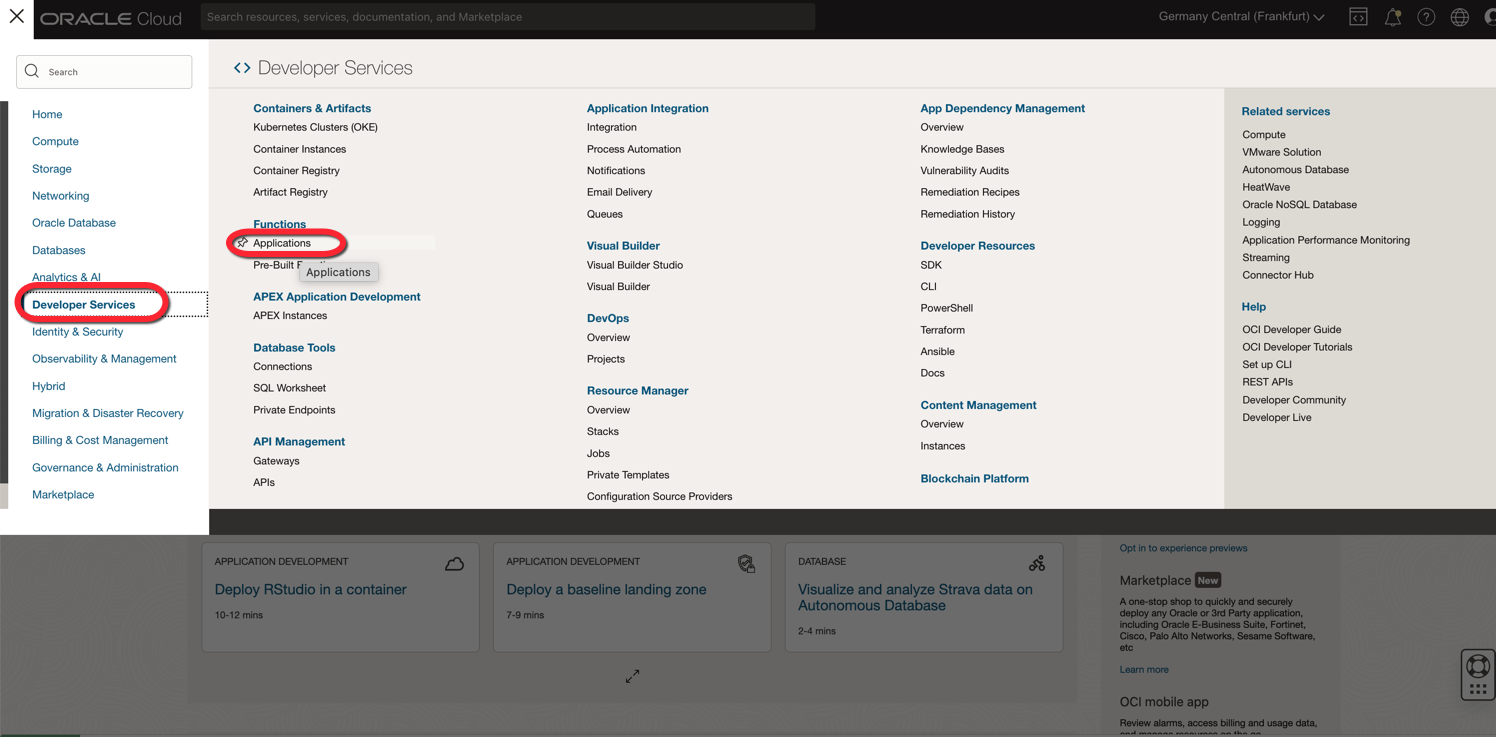 ORACLE Cloud
Search resources, services, documentation, and Marketplace
Germany Central (Frankfurt)
Search
Home
Compute
Storage
Networking
Oracle Database
Databases
Analytics & AI
Developer Services
Identity & Security
Observability & Management
Hybrid
Migration & Disaster Recovery
Billing & Cost Management
Governance & Administration
Marketplace
Developer Services
Containers & Artifacts
Kubernetes Clusters (OKE)
Container Instances
Container Registry
Artifact Registry
Functions
Applications
Pre-Built
Applications
APEX Application Development
APEX Instances
Database Tools
Connections
SQL Worksheet
Private Endpoints
API Management
Gateways
APIs
Application Integration
Integration
Process Automation
Notifications
Email Delivery
Queues
Visual Builder
Visual Builder Studio
Visual Builder
DevOps
Overview
Projects
Resource Manager
Overview
Stacks
Jobs
Private Templates
Configuration Source Providers
App Dependency Management
Overview
Knowledge Bases
Vulnerability Audits
Remediation Recipes
Remediation History
Developer Resources
SDK
CLI
PowerShell
Terraform
Ansible
Docs
Content Management
Overview
Instances
Blockchain Platform
Related services
Compute
VMware Solution
Autonomous Database
HeatWave
Oracle NoSQL Database
Logging
Application Performance Monitoring
Streaming
Connector Hub
Help
OCI Developer Guide
OCI Developer Tutorials
Set up CLI
REST APIs
Developer Community
Developer Live
APPLICATION DEVELOPMENT
Deploy RStudio in a container
10-12 mins
APPLICATION DEVELOPMENT
Deploy a baseline landing zone
7-9 mins
DATABASE
Visualize and analyze Strava data on
Autonomous Database
2-4 mins
Opt in to experience previews
Marketplace New
A one-stop shop to quickly and securely
deploy any Oracle or 3rd Party application,
including Oracle E-Business Suite, Fortinet,
Cisco, Palo Alto Networks, Sesame Software,
etc
Learn more
OCI mobile app
Review alarms, access billing and usage data,
and manage resources on the go